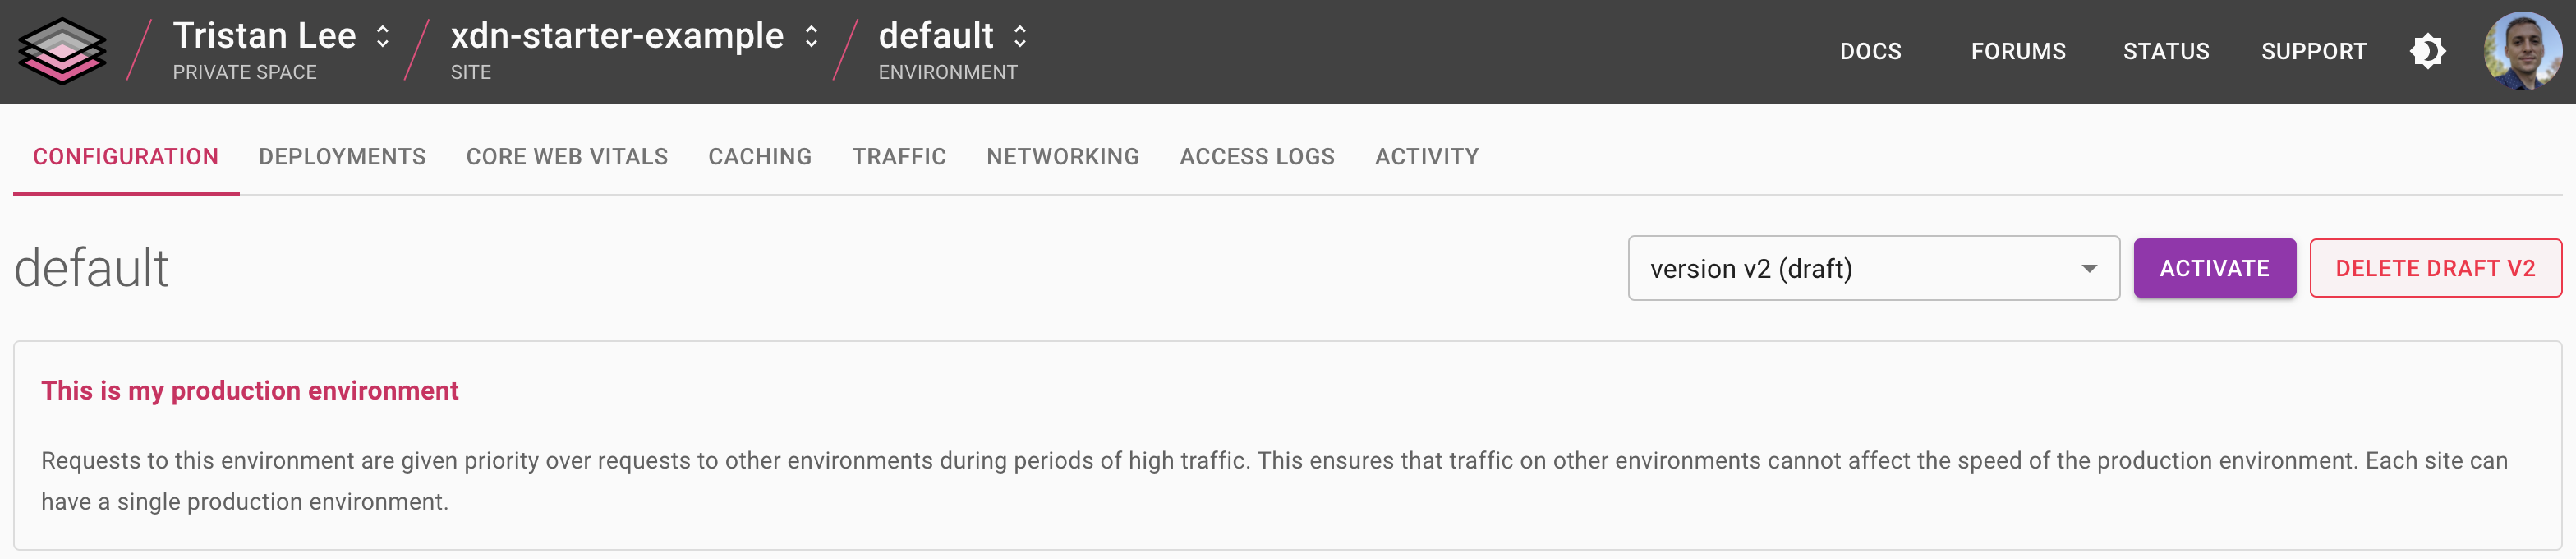 Tristan Lee
PRIVATE SPACE
xdn-starter-example
SITE
default
ENVIRONMENT
DOCS
FORUMS
STATUS
SUPPORT
CONFIGURATION
DEPLOYMENTS
CORE WEB VITALS
CACHING
TRAFFIC
NETWORKING
ACCESS LOGS
ACTIVITY
default
version v2 (draft)
ACTIVATE
DELETE DRAFT V2
This is my production environment
Requests to this environment are given priority over requests to other environments during periods of high traffic. This ensures that traffic on other environments cannot affect the speed of the production environment. Each site can
have a single production environment.